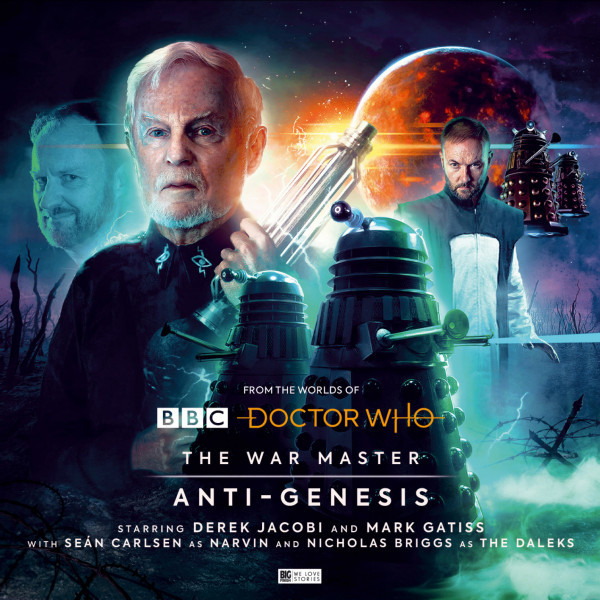 FROM THE WORLDS OF
BBC DOCTOR WHO
THE WAR MASTER
ANTI-GENESIS
STARRING DEREK JACOBI AND MARK GATISS
WITH SEÁN CARLSEN AS NARVIN AND NICHOLAS BRIGGS AS THE DALEKS
BIG FINISH WE LOVE STORIES